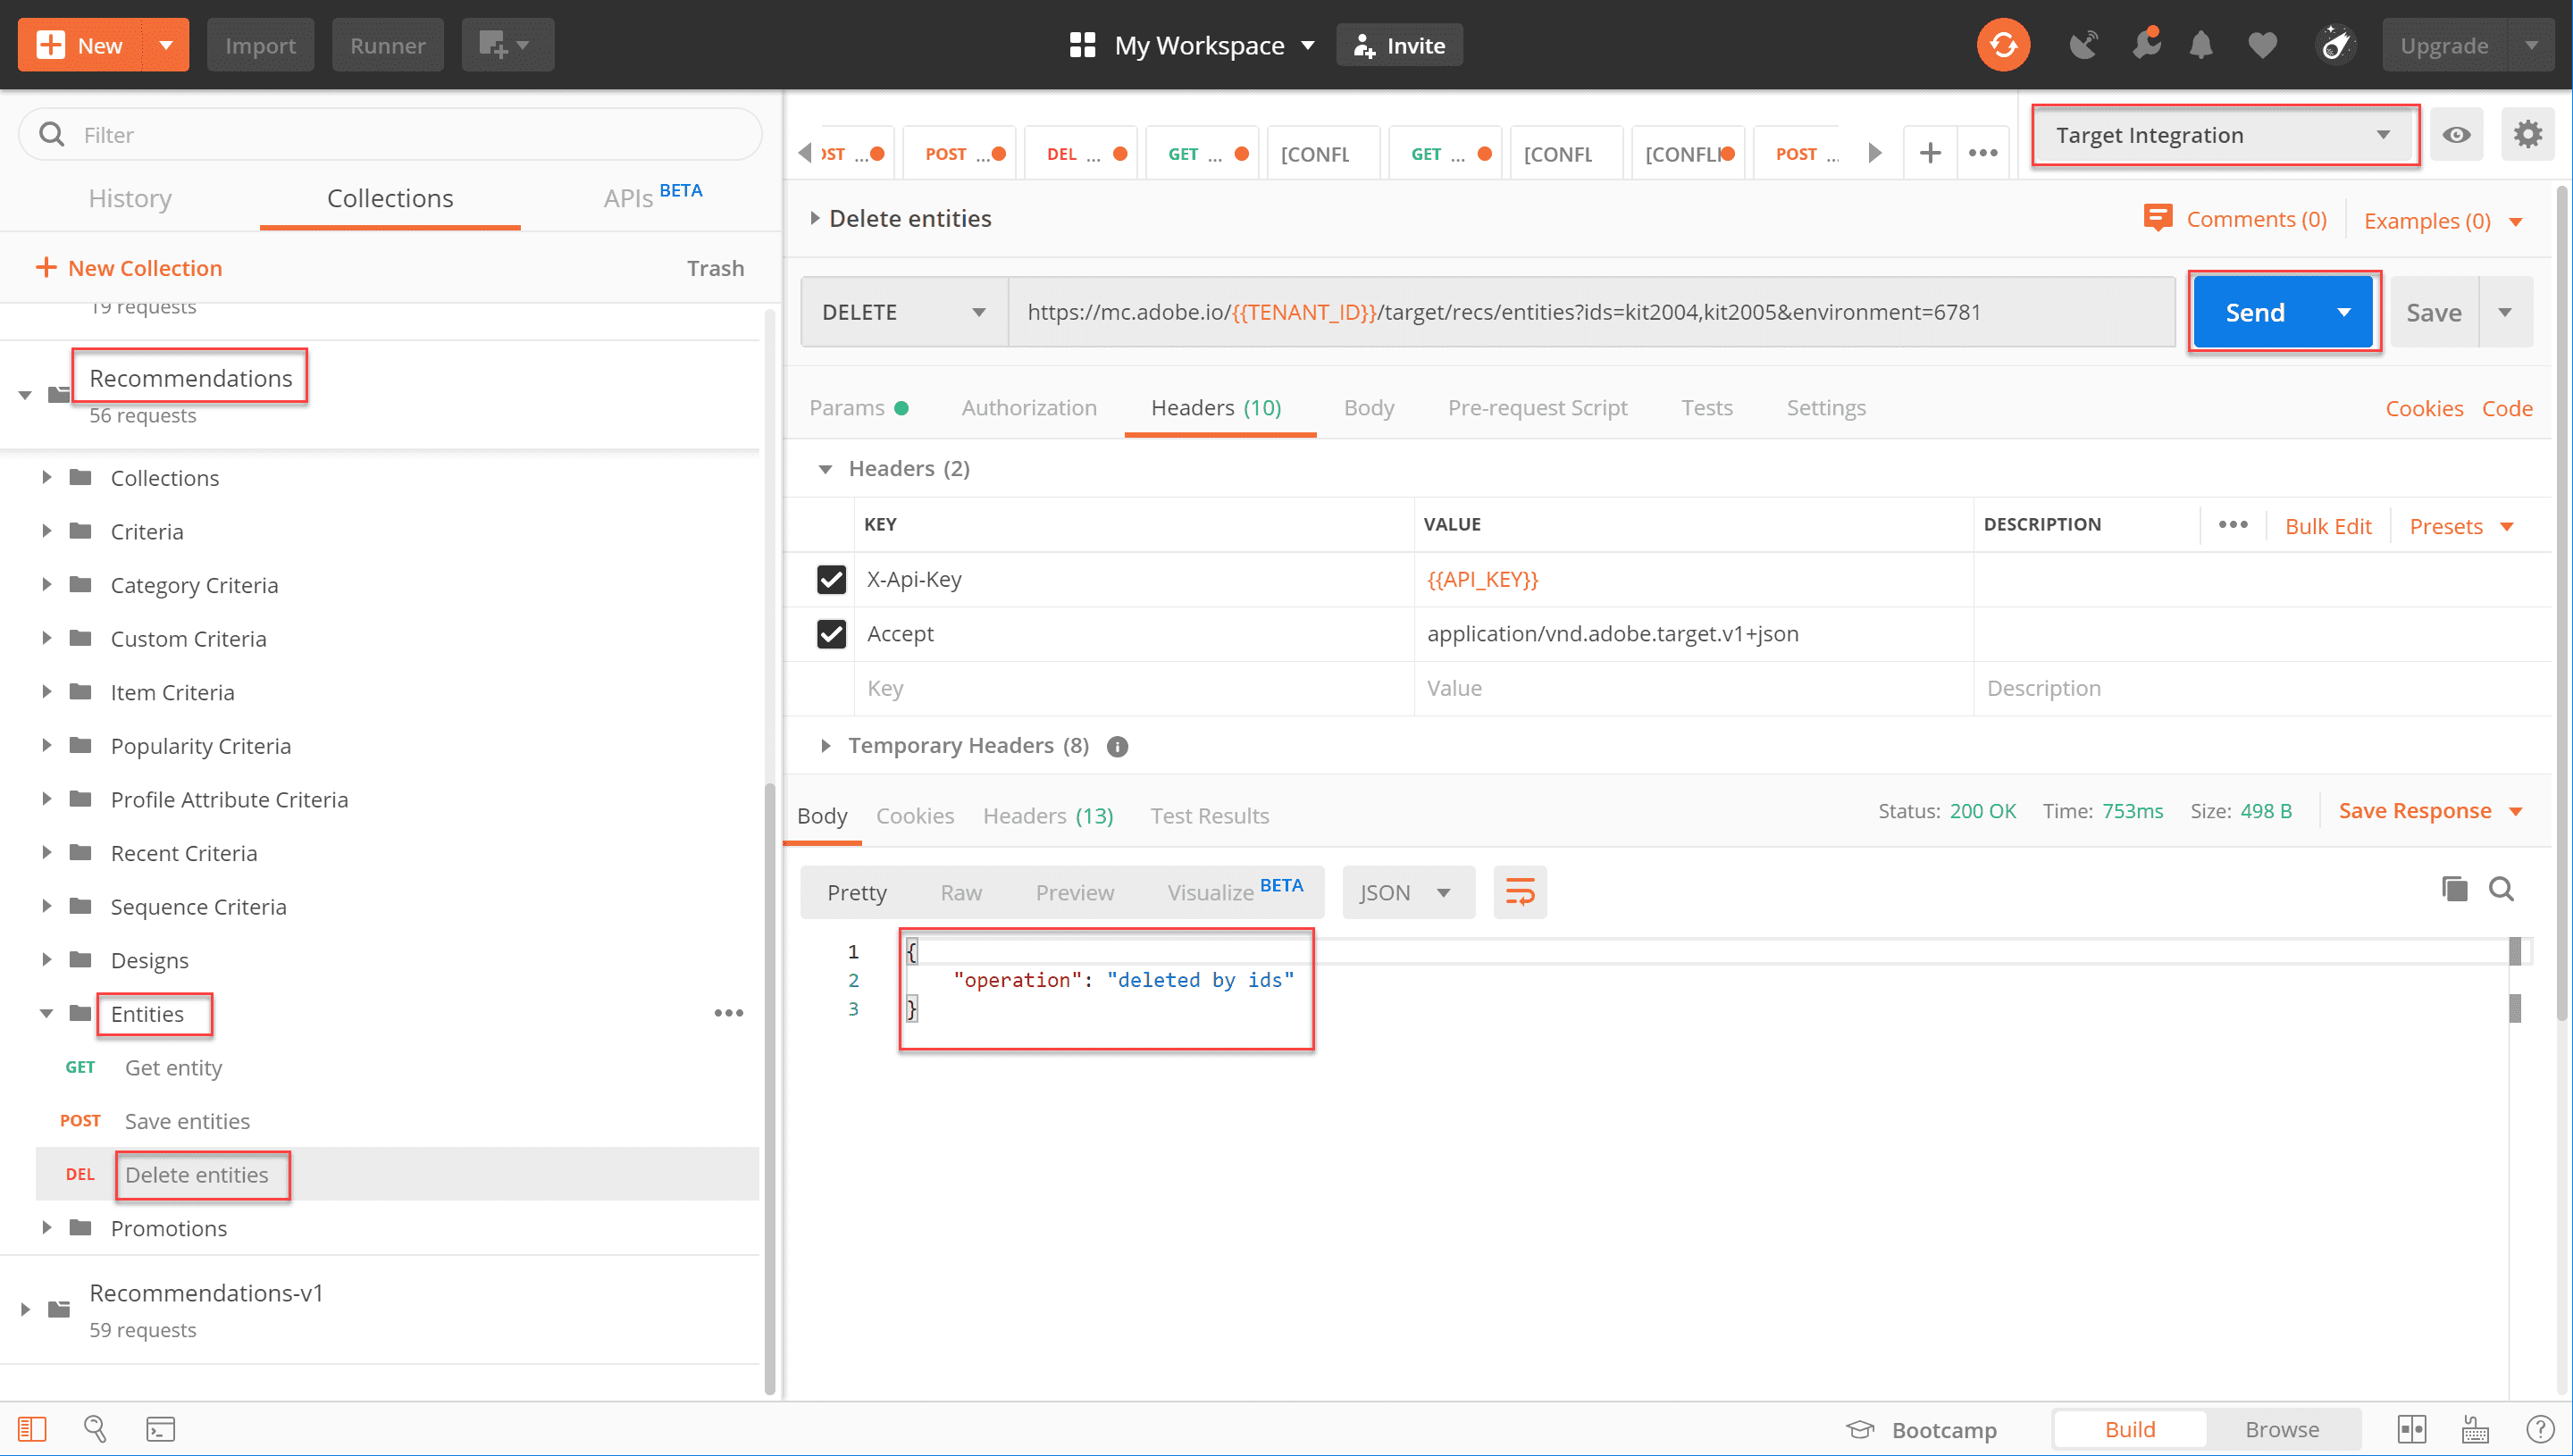 New
Import
Runner
My Workspace
Invite
Upgrade
Filter
History
Collections
APIs BETA
New Collection
Trash
19 requests
Recommendations
56 requests
Collections
Criteria
Category Criteria
Custom Criteria
Item Criteria
Popularity Criteria
Profile Attribute Criteria
Recent Criteria
Sequence Criteria
Designs
Entities
GET Get entity
POST Save entities
DEL Delete entities
Promotions
Recommendations-v1
59 requests
OST ... POST ... DEL ... GET ... [CONFL GET ... [CONFL [CONFLI POST ...
Target Integration
Delete entities
Comments (0) Examples (0)
DELETE https://mc.adobe.io/{{TENANT_ID}}/target/recs/entities?ids=kit2004,kit2005&environment=6781
Send
Save
Params Authorization Headers (10) Body Pre-request Script Tests Settings Cookies Code
Headers (2)
KEY VALUE DESCRIPTION ••• Bulk Edit Presets
X-Api-Key {{API_KEY}}
Accept application/vnd.adobe.target.v1+json
Key Value Description
Temporary Headers (8) i
Body Cookies Headers (13) Test Results Status: 200 OK Time: 753ms Size: 498 B Save Response
Pretty Raw Preview Visualize BETA JSON
1 {
2 "operation": "deleted by ids"
3 }
Bootcamp
Build
Browse